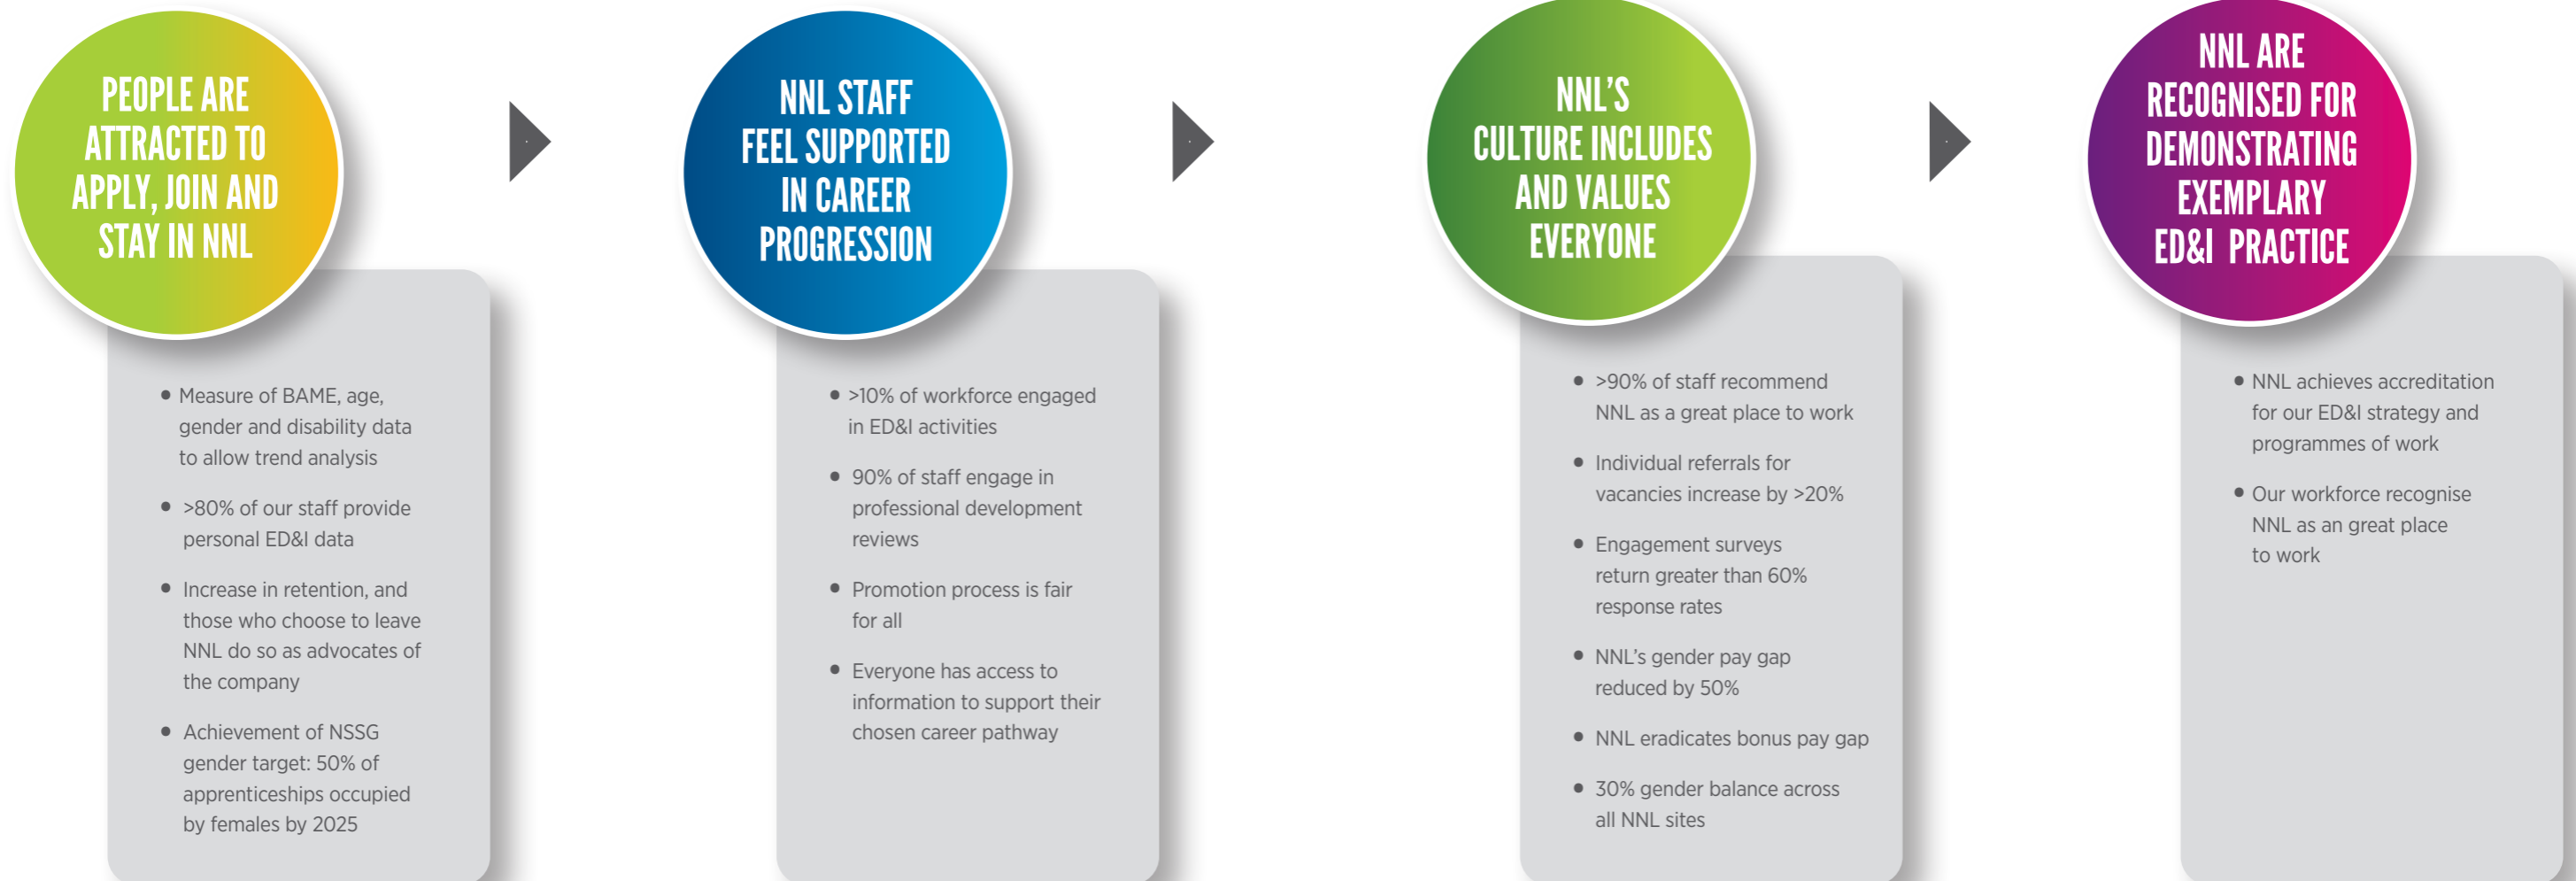 PEOPLE ARE
ATTRACTED TO
APPLY, JOIN AND
STAY IN NNL
• Measure of BAME, age,
gender and disability data
to allow trend analysis
• >80% of our staff provide
personal ED&I data
• Increase in retention, and
those who choose to leave
NNL do so as advocates of
the company
• Achievement of NSSG
gender target: 50% of
apprenticeships occupied
by females by 2025
NNL STAFF
FEEL SUPPORTED
IN CAREER
PROGRESSION
• >10% of workforce engaged
in ED&I activities
• 90% of staff engage in
professional development
reviews
• Promotion process is fair
for all
• Everyone has access to
information to support their
chosen career pathway
NNL'S
CULTURE INCLUDES
AND VALUES
EVERYONE
• >90% of staff recommend
NNL as a great place to work
• Individual referrals for
vacancies increase by >20%
• Engagement surveys
return greater than 60%
response rates
• NNL's gender pay gap
reduced by 50%
• NNL eradicates bonus pay gap
• 30% gender balance across
all NNL sites
NNL ARE
RECOGNISED FOR
DEMONSTRATING
EXEMPLARY
ED&I PRACTICE
• NNL achieves accreditation
for our ED&I strategy and
programmes of work
• Our workforce recognise
NNL as an great place
to work